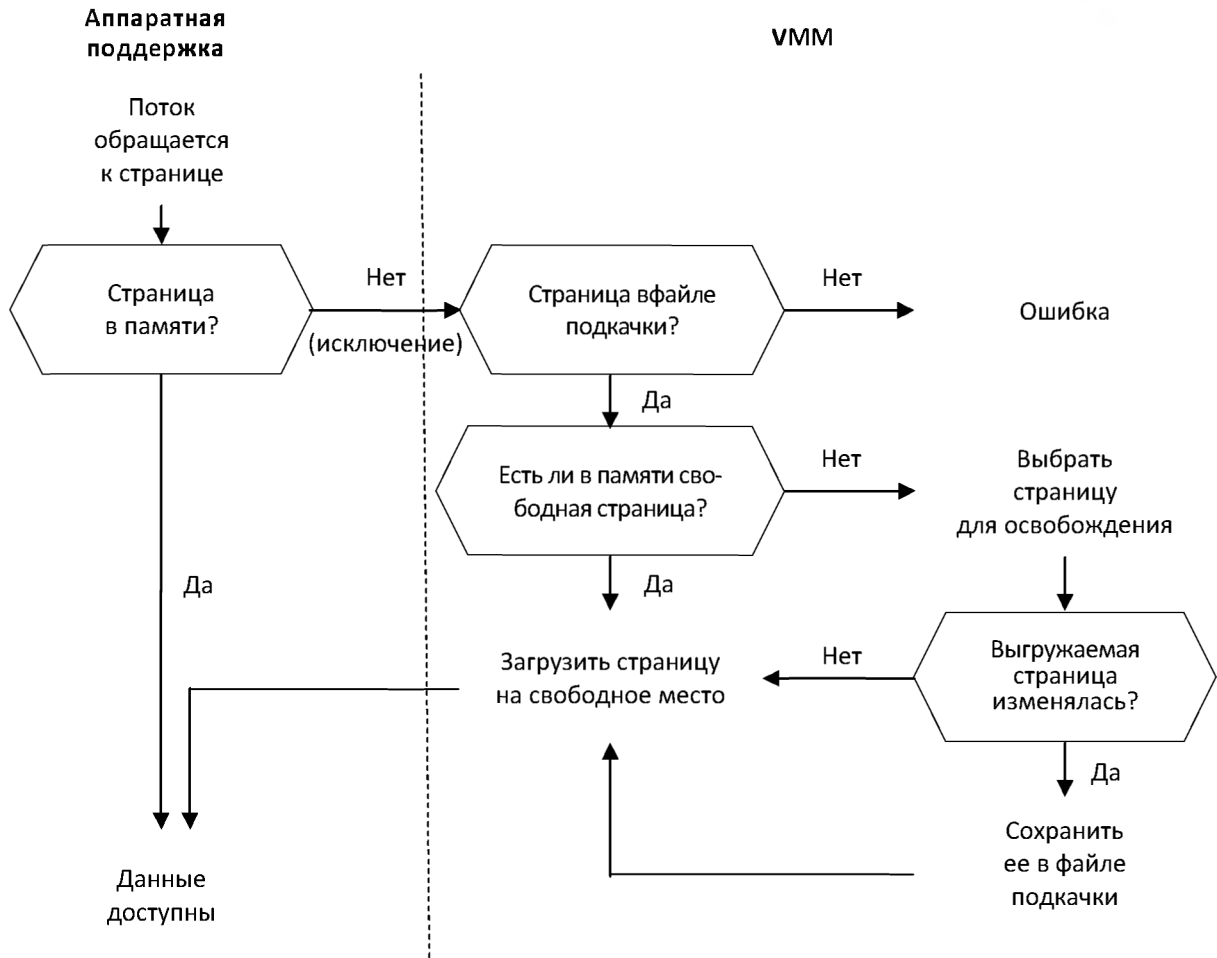 Аппаратная
поддержка
VMM
Поток
обращается
к странице
Страница
в памяти?
Нет
(исключение)
Страница вфайле
подкачки?
Нет
Ошибка
Да
Есть ли в памяти сво-
бодная страница?
Нет
Выбрать
страницу
для освобождения
Да
Да
Загрузить страницу
на свободное место
Нет
Выгружаемая
страница
изменялась?
Да
Сохранить
ее в файле
подкачки
Данные
доступны